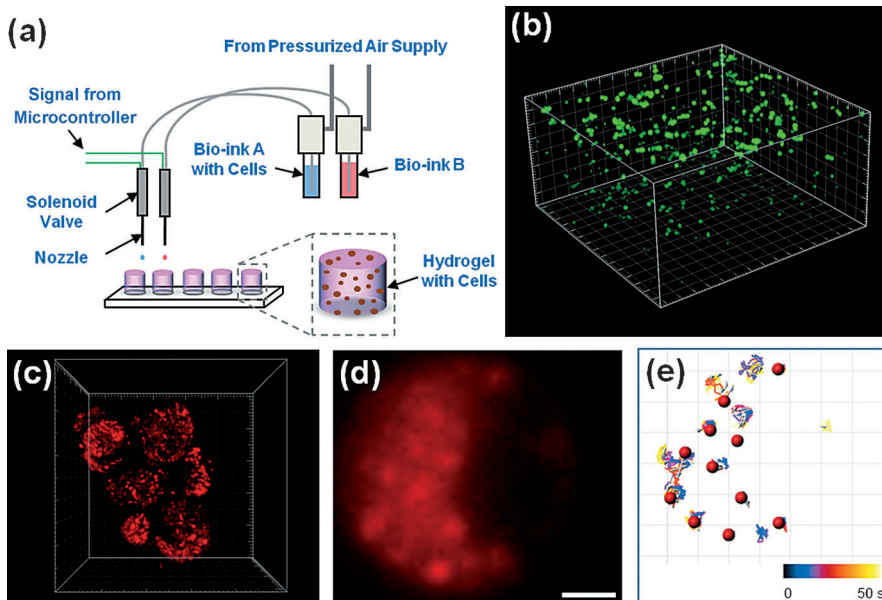 (a)
From Pressurized Air Supply
Signal from
Microcontroller
Bio-ink A
with Cells
Bio-ink B
Solenoid
Valve
Nozzle
Hydrogel
with Cells
(b)
(c)
(d)
(e)
0
50 s